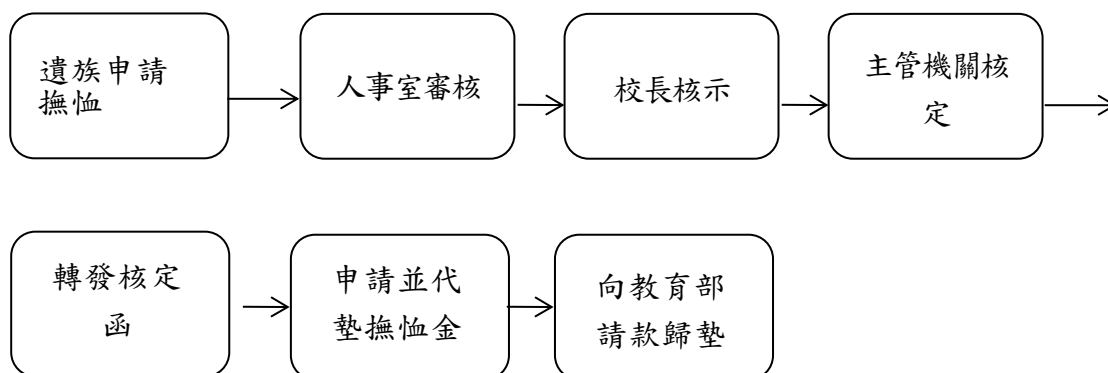 遺族申請
撫恤
人事室審核
校長核示
主管機關核
定
轉發核定
函
申請並代
墊撫恤金
向教育部
請款歸墊